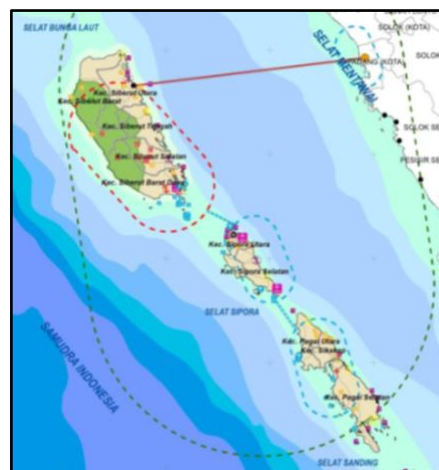 SELAT BUNGA LAUT
SOLOK (KOTA)
SOLOK
PADANG (KOTA)
SELAT MENTAWAI
Kec. Siberut Utara
Kec. Siberut Barat
Kec. Siberut Tengah
SOLOK SE
Kec. Siberut Selatan
PESISIR SE
Kec. Siberut Barat Daya
Kec. Sipora Utara
Kec. Sipora Selatan
SELAT SIPORA
SAMUDRA INDONESIA
Kec. Pagai Utara
Kec. Sikakap
Kec. Pagai Selatan
SELAT SANDING